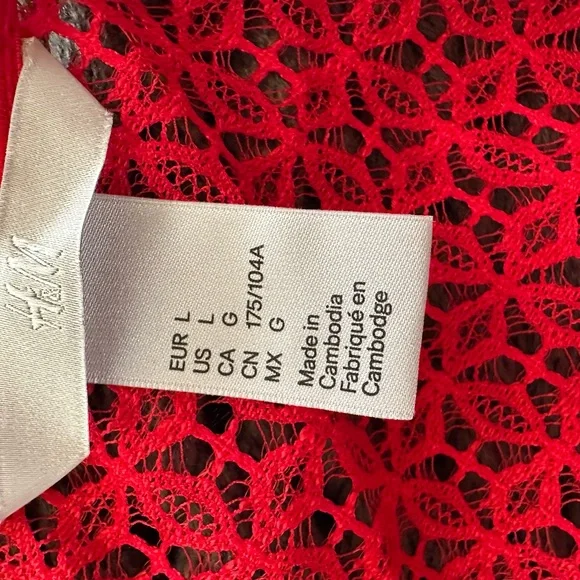 H&M
EUR L
US L
CA G
CN 175/104A
MX G
Made in
Cambodia
Fabriqué en
Cambodge